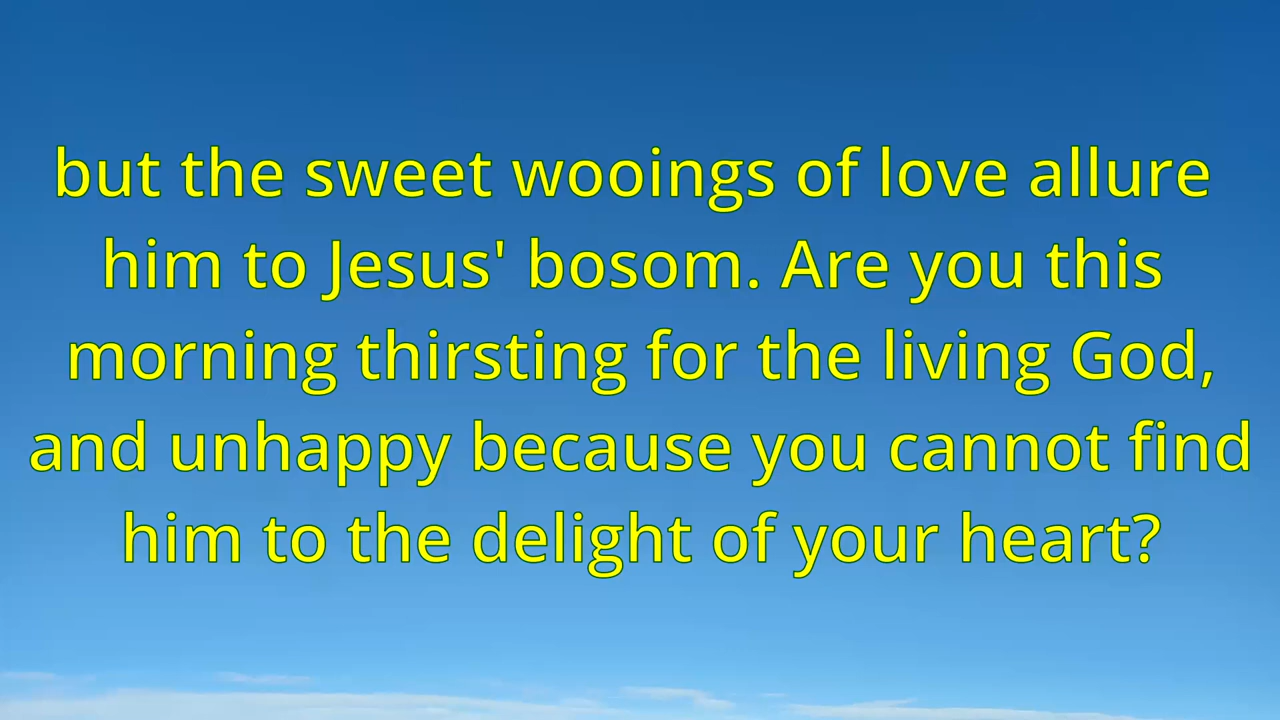 but the sweet wooings of love allure
him to Jesus' bosom. Are you this
morning thirsting for the living God,
and unhappy because you cannot find
him to the delight of your heart?